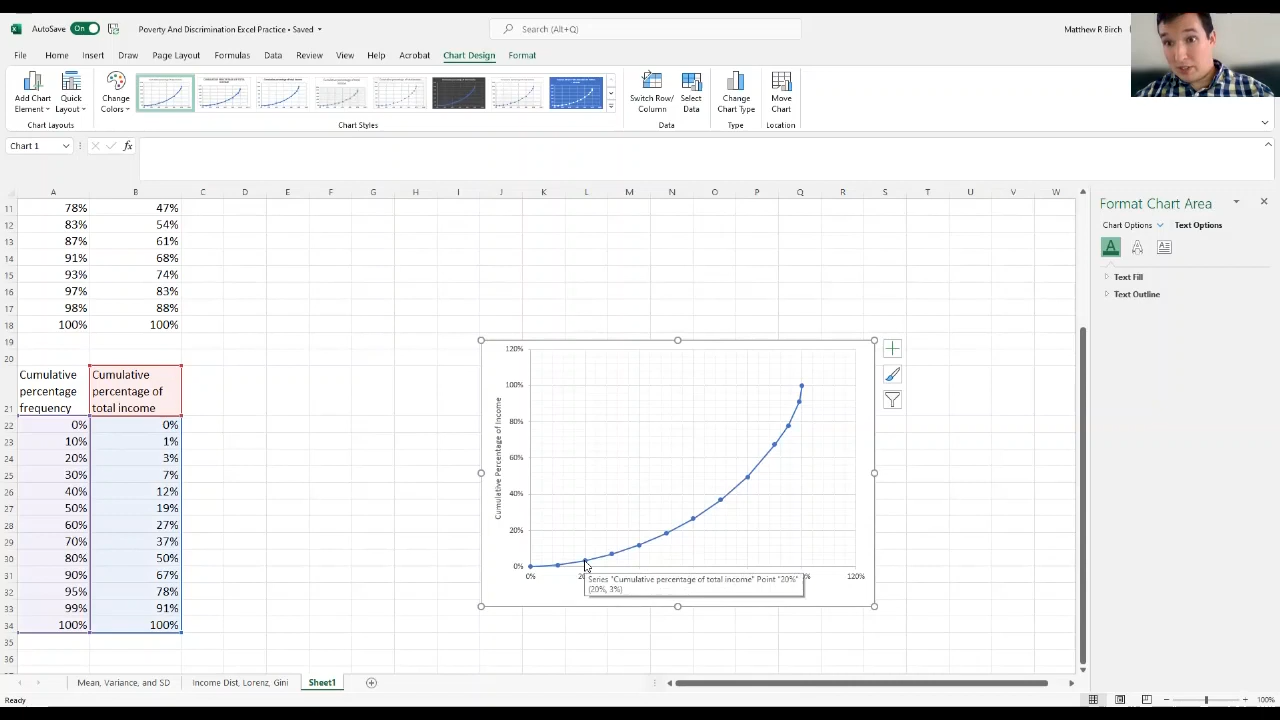 AutoSave On Poverty And Discrimination Excel Practice • Saved Search (Alt+Q) Matthew R Birch
File Home Insert Draw Page Layout Formulas Data Review View Help Acrobat Chart Design Format
Add Chart Element Quick Layout Change Colors Switch Row/ Column Select Data Change Chart Type Move Chart
Chart Layouts Chart Styles Data Type Location
Chart 1 fx
A B C D E F G H I J K L M N O P Q R S T U V W
11 78% 47%
12 83% 54%
13 87% 61%
14 91% 68%
15 93% 74%
16 97% 83%
17 98% 88%
18 100% 100%
19
20
21 Cumulative percentage frequency Cumulative percentage of total income
22 0% 0%
23 10% 1%
24 20% 3%
25 30% 7%
26 40% 12%
27 50% 19%
28 60% 27%
29 70% 37%
30 80% 50%
31 90% 67%
32 95% 78%
33 99% 91%
34 100% 100%
35
36
120%
100%
80%
60%
40%
20%
0%
Cumulative Percentage of Income
0% 120%
Series "Cumulative percentage of total income" Point "20%"
(20%, 3%)
Format Chart Area
Chart Options Text Options
Text Fill
Text Outline
Mean, Variance, and SD Income Dist, Lorenz, Gini Sheet1
Ready 100%